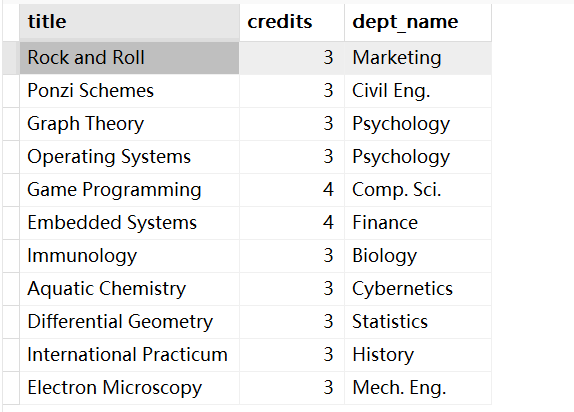 title credits dept_name
Rock and Roll 3 Marketing
Ponzi Schemes 3 Civil Eng.
Graph Theory 3 Psychology
Operating Systems 3 Psychology
Game Programming 4 Comp. Sci.
Embedded Systems 4 Finance
Immunology 3 Biology
Aquatic Chemistry 3 Cybernetics
Differential Geometry 3 Statistics
International Practicum 3 History
Electron Microscopy 3 Mech. Eng.